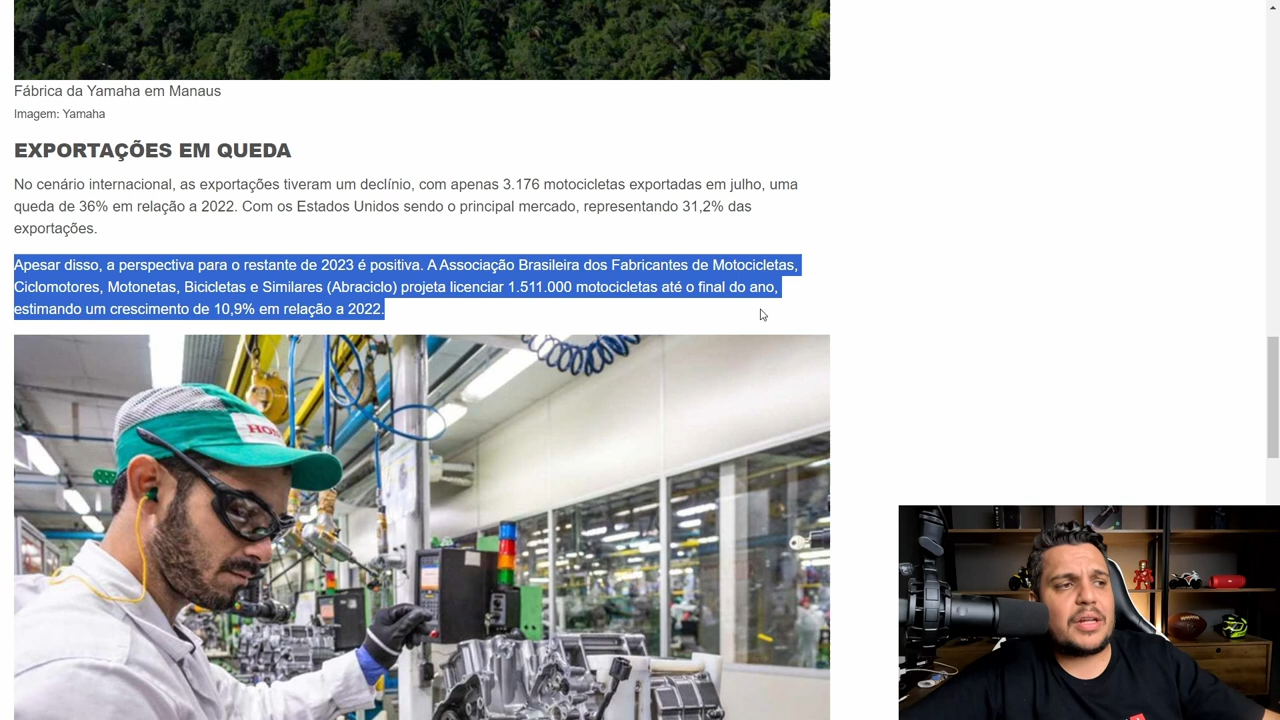 Fábrica da Yamaha em Manaus
Imagem: Yamaha
EXPORTAÇÕES EM QUEDA
No cenário internacional, as exportações tiveram um declínio, com apenas 3.176 motocicletas exportadas em julho, uma
queda de 36% em relação a 2022. Com os Estados Unidos sendo o principal mercado, representando 31,2% das
exportações.
Apesar disso, a perspectiva para o restante de 2023 é positiva. A Associação Brasileira dos Fabricantes de Motocicletas,
Ciclomotores, Motonetas, Bicicletas e Similares (Abraciclo) projeta licenciar 1.511.000 motocicletas até o final do ano,
estimando um crescimento de 10,9% em relação a 2022.